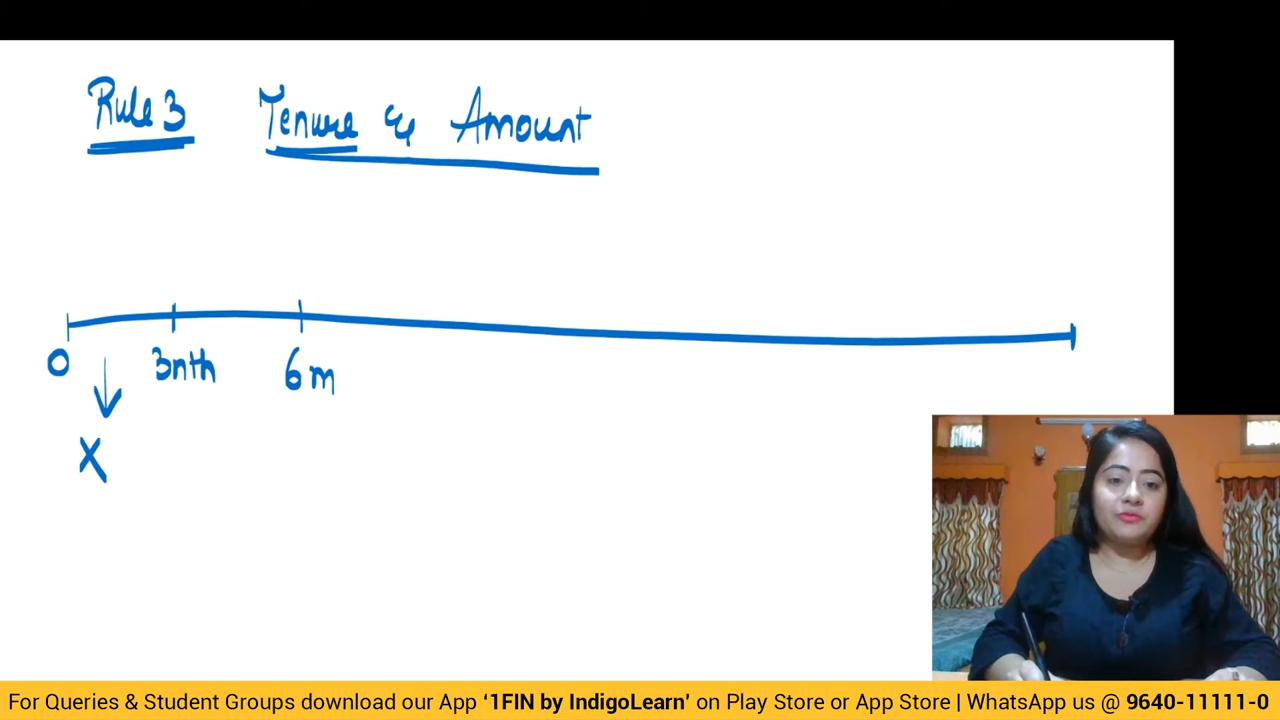 Rule 3 Tenure & Amount
0 3nth 6m
X
For Queries & Student Groups download our App ‘1FIN by IndigoLearn’ on Play Store or App Store | WhatsApp us @ 9640-11111-0